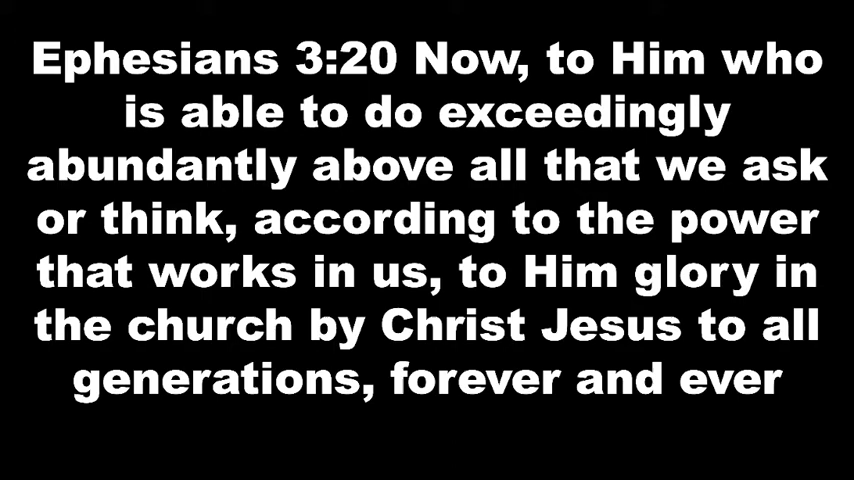 Ephesians 3:20 Now, to Him who
is able to do exceedingly
abundantly above all that we ask
or think, according to the power
that works in us, to Him glory in
the church by Christ Jesus to all
generations, forever and ever